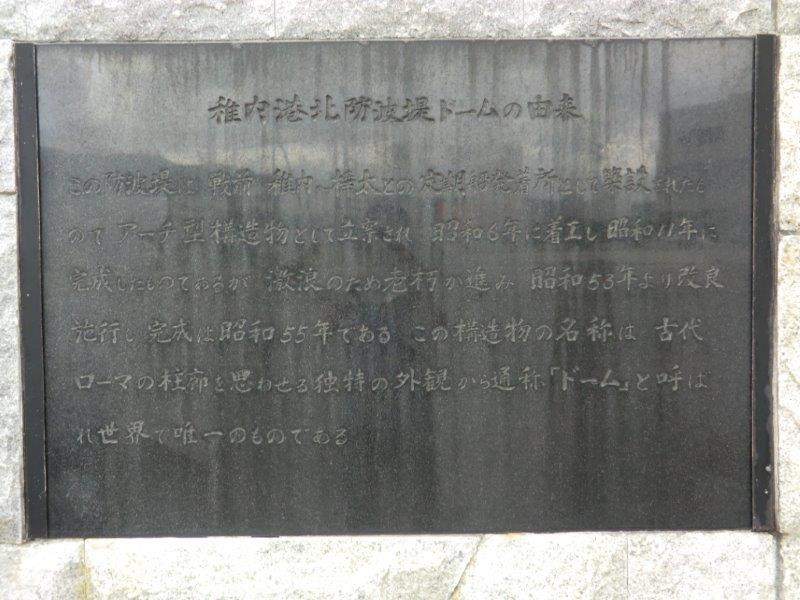 稚内港北防波堤ドームの由来
この防波堤は 戦前 稚内〜樺太との定期船発着所として築設されたも
ので アーチ型構造物として立案され 昭和6年に着工し昭和11年に
完成したものであるが 激浪のため老朽が進み 昭和53年より改良
施行し完成は昭和55年である この構造物の名称は 古代
ローマの柱廊を思わせる独特の外観から通称「ドーム」と呼ば
れ世界で唯一のものである